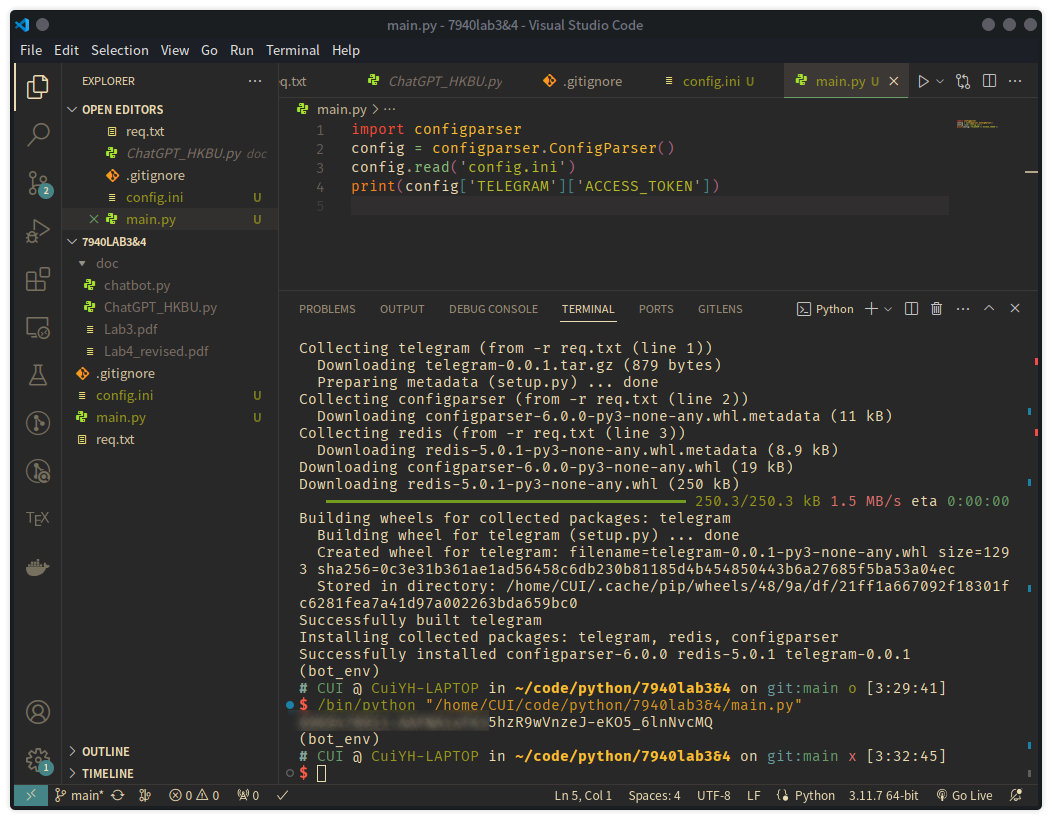 main.py - 7940lab3&4 - Visual Studio Code
File Edit Selection View Go Run Terminal Help
EXPLORER
OPEN EDITORS
req.txt
ChatGPT_HKBU.py doc
.gitignore
config.ini U
main.py U
7940LAB3&4
doc
chatbot.py
ChatGPT_HKBU.py
Lab3.pdf
Lab4_revised.pdf
.gitignore
config.ini U
main.py U
req.txt
OUTLINE
TIMELINE
2
TEX
1
q.txt ChatGPT_HKBU.py .gitignore config.ini U main.py U
main.py > ...
1 import configparser
2 config = configparser.ConfigParser()
3 config.read('config.ini')
4 print(config['TELEGRAM']['ACCESS_TOKEN'])
5
PROBLEMS OUTPUT DEBUG CONSOLE TERMINAL PORTS GITLENS Python
Collecting telegram (from -r req.txt (line 1))
Downloading telegram-0.0.1.tar.gz (879 bytes)
Preparing metadata (setup.py) ... done
Collecting configparser (from -r req.txt (line 2))
Downloading configparser-6.0.0-py3-none-any.whl.metadata (11 kB)
Collecting redis (from -r req.txt (line 3))
Downloading redis-5.0.1-py3-none-any.whl.metadata (8.9 kB)
Downloading configparser-6.0.0-py3-none-any.whl (19 kB)
Downloading redis-5.0.1-py3-none-any.whl (250 kB)
250.3/250.3 kB 1.5 MB/s eta 0:00:00
Building wheels for collected packages: telegram
Building wheel for telegram (setup.py) ... done
Created wheel for telegram: filename=telegram-0.0.1-py3-none-any.whl size=129
3 sha256=0c3e31b361ae1ad56458c6db230b81185d4b454850443b6a27685f5ba53a04ec
Stored in directory: /home/CUI/.cache/pip/wheels/48/9a/df/21ff1a667092f18301f
c6281fea7a41d97a002263bda659bc0
Successfully built telegram
Installing collected packages: telegram, redis, configparser
Successfully installed configparser-6.0.0 redis-5.0.1 telegram-0.0.1
(bot_env)
# CUI @ CuiYH-LAPTOP in ~/code/python/7940lab3&4 on git:main o [3:29:41]
$ /bin/python "/home/CUI/code/python/7940lab3&4/main.py"
5hzR9wVnzeJ-eKO5_6lnNvcMQ
(bot_env)
# CUI @ CuiYH-LAPTOP in ~/code/python/7940lab3&4 on git:main x [3:32:45]
$
main* 0 0 0 Ln 5, Col 1 Spaces: 4 UTF-8 LF Python 3.11.7 64-bit Go Live